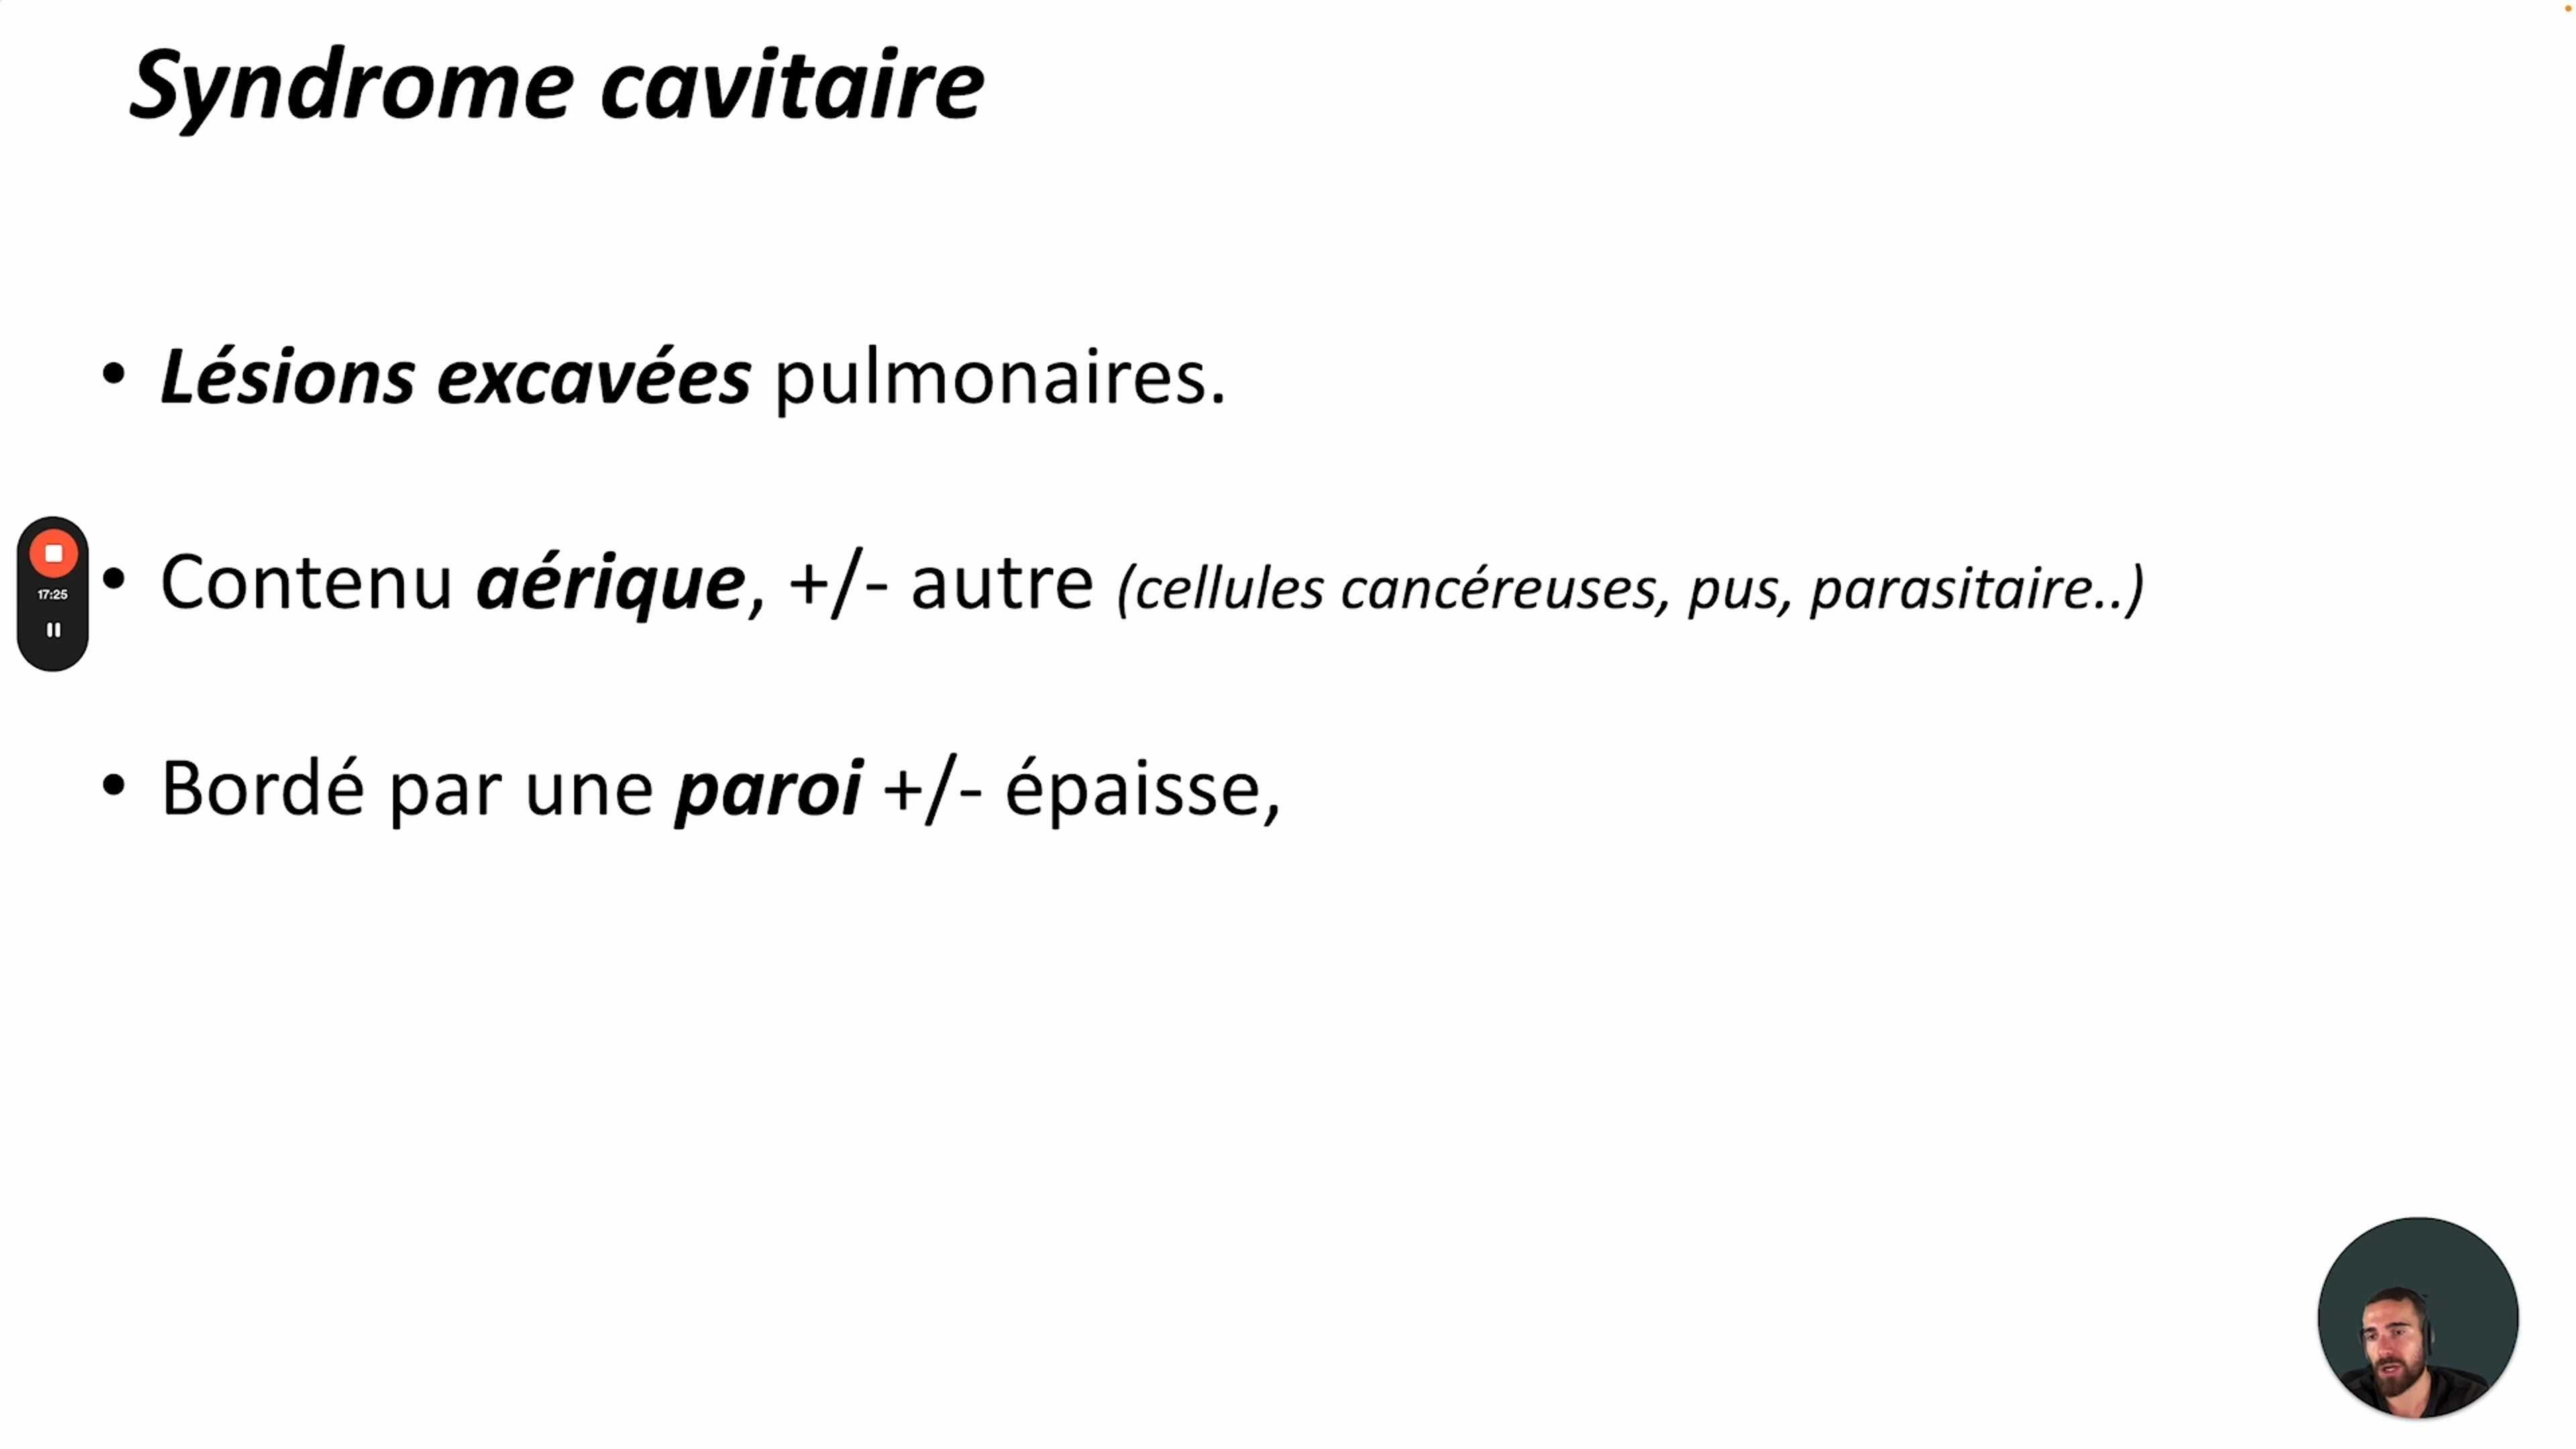 Syndrome cavitaire
• Lésions excavées pulmonaires.
• Contenu aérique, +/- autre (cellules cancéreuses, pus, parasitaire..)
17:25
• Bordé par une paroi +/- épaisse,